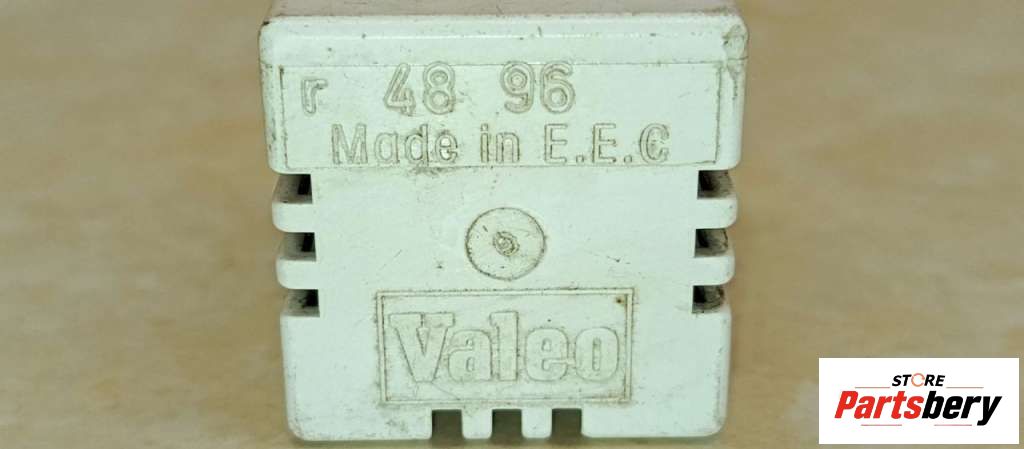 r 48 96
Made in E.E.C
Valeo
STORE
Partsbery